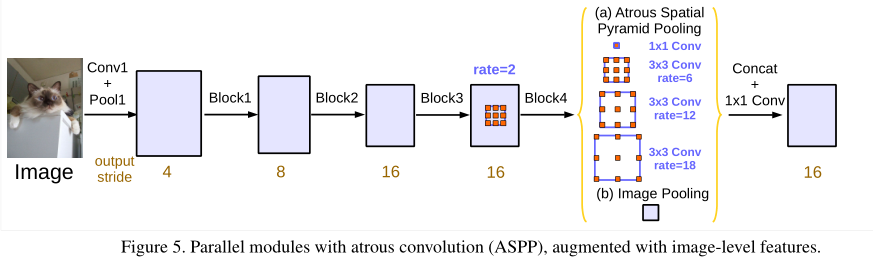 (a) Atrous Spatial
Pyramid Pooling
1x1 Conv
3x3 Conv
rate=6
3x3 Conv
rate=12
3x3 Conv
rate=18
(b) Image Pooling
Conv1
+
Pool1
Block1
Block2
Block3
rate=2
Block4
Concat
+
1x1 Conv
Image
output
stride
4
8
16
16
16
Figure 5. Parallel modules with atrous convolution (ASPP), augmented with image-level features.